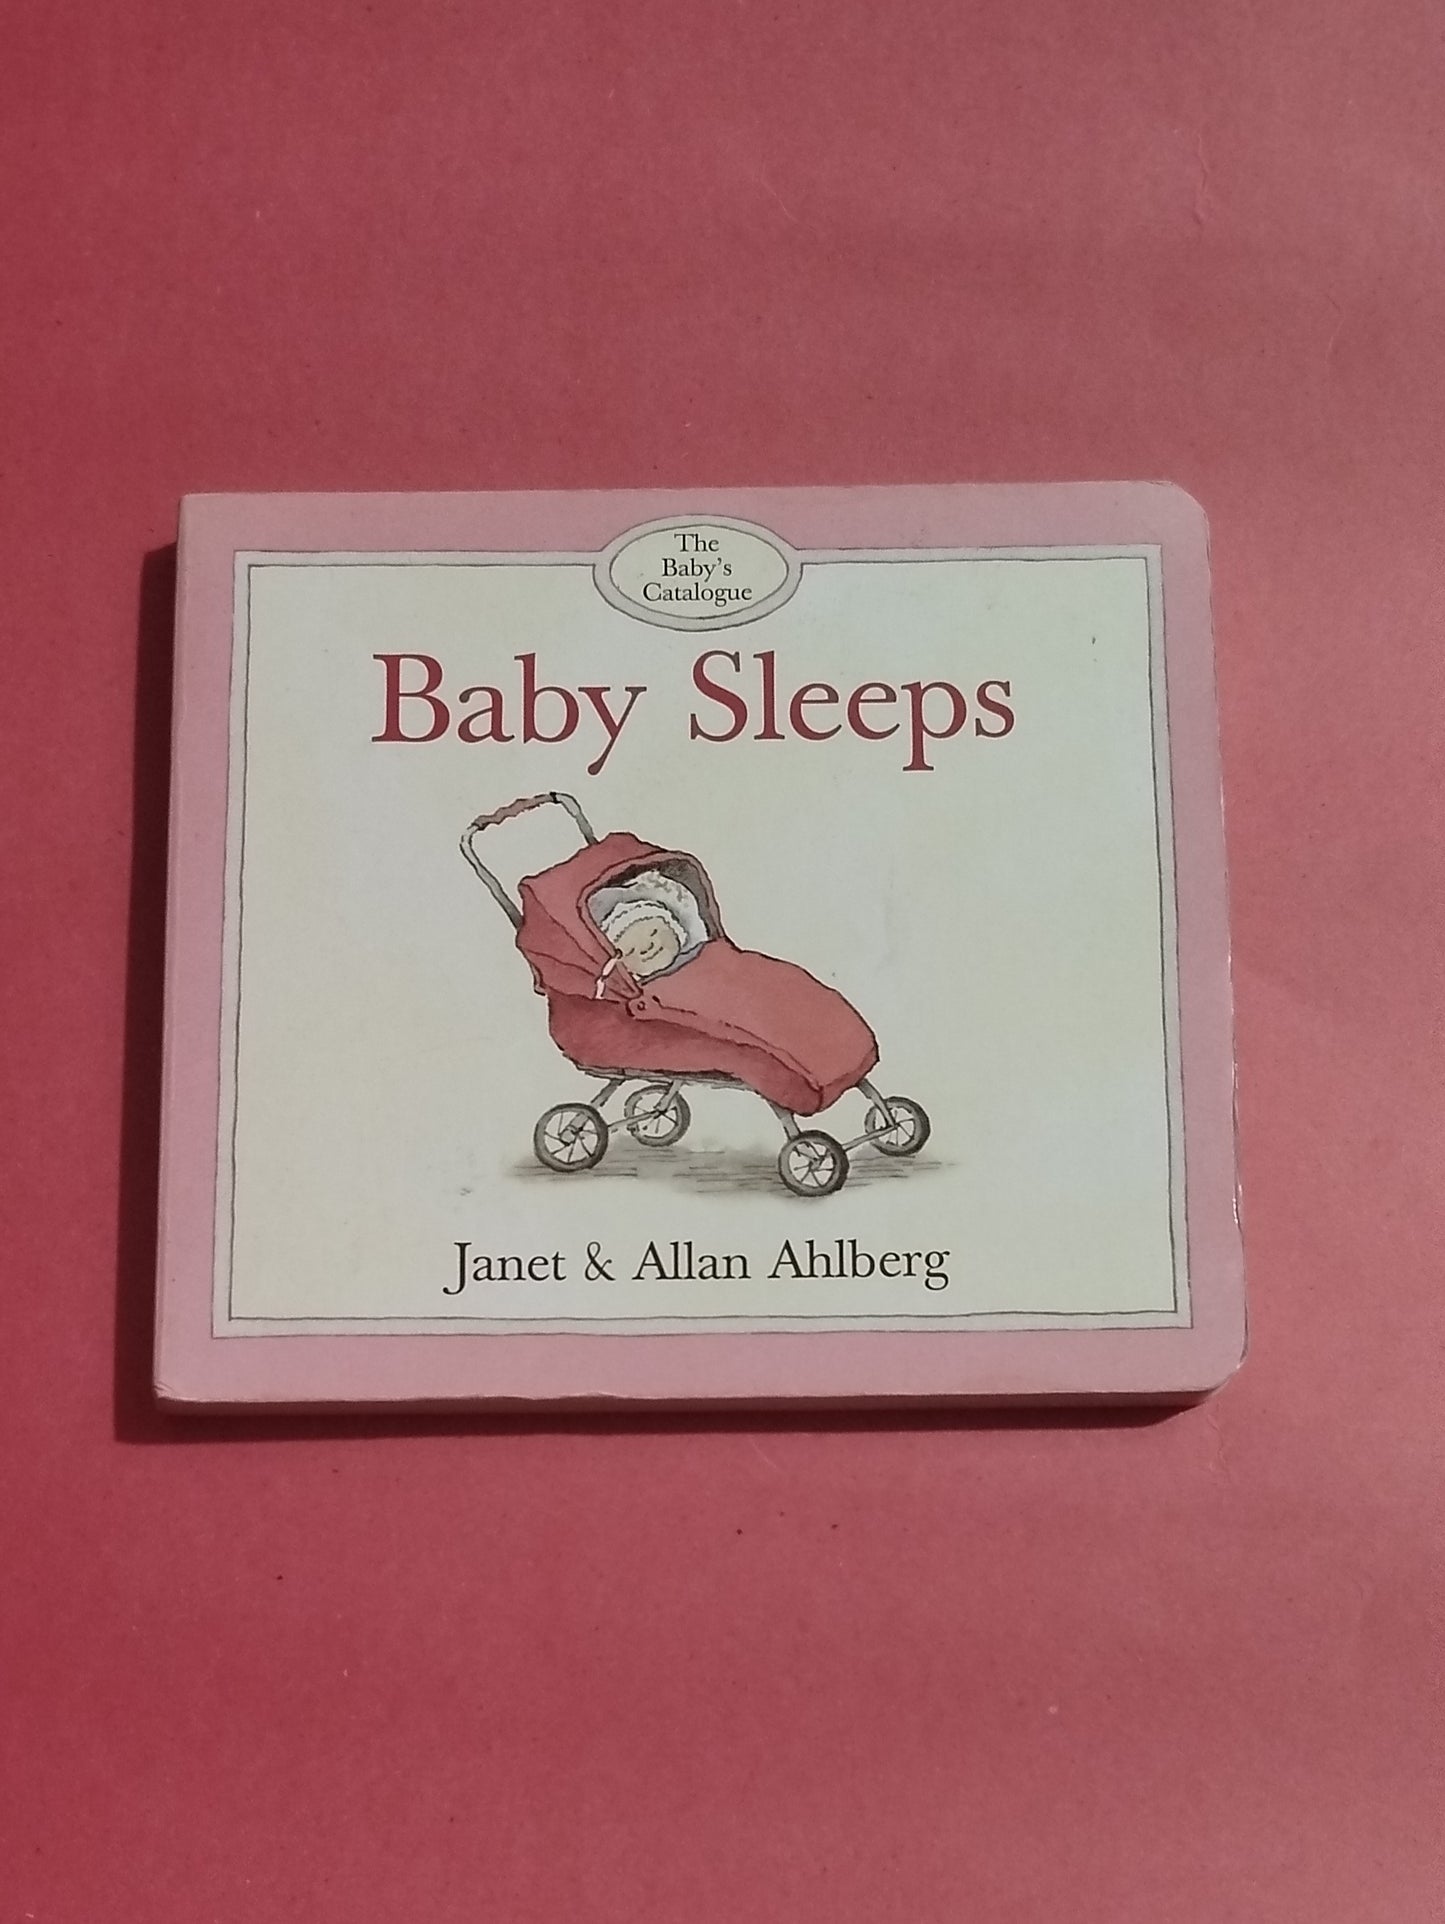 The
Baby's
Catalogue
Baby Sleeps
Janet & Allan Ahlberg